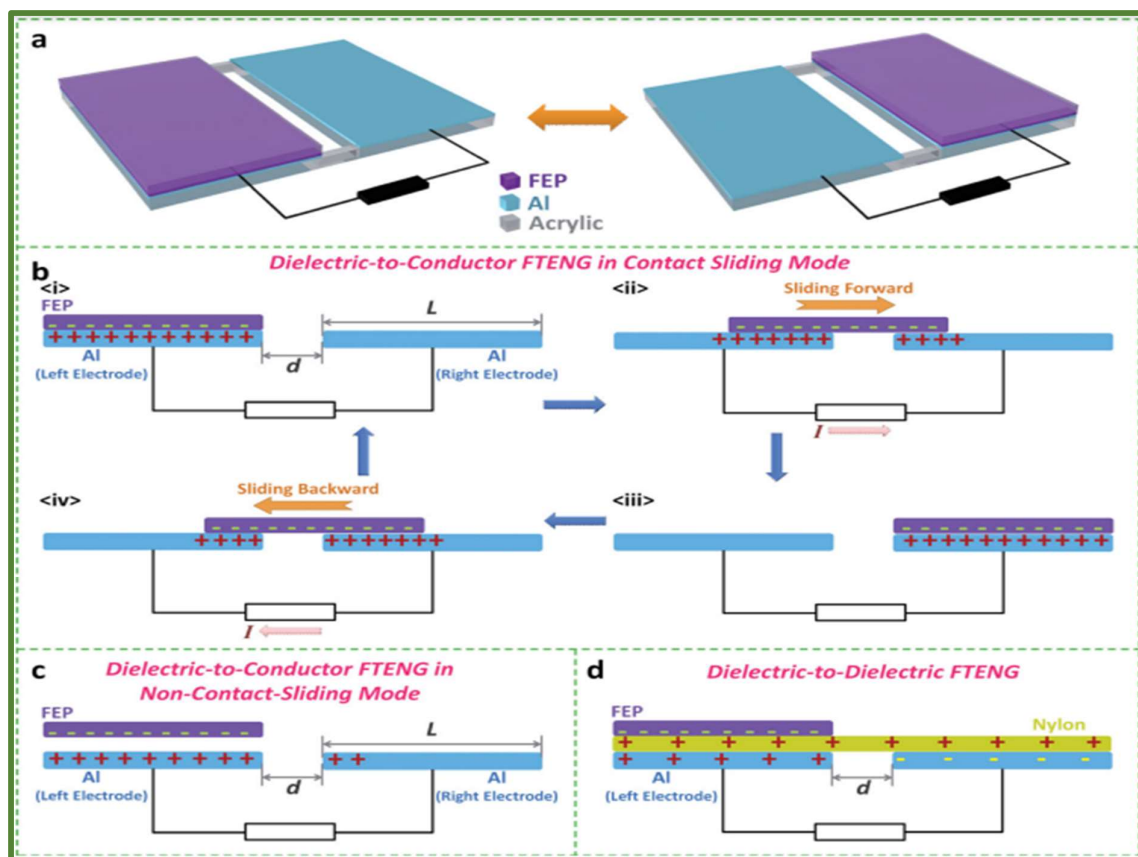 a
FEP
Al
Acrylic
b
Dielectric-to-Conductor FTENG in Contact Sliding Mode
<i>
FEP
- - - - - - - - - -
+ + + + + + + + + +
L
Al
(Left Electrode)
d
Al
(Right Electrode)
<ii>
Sliding Forward
I
<iv>
Sliding Backward
I
<iii>
c
Dielectric-to-Conductor FTENG in
Non-Contact-Sliding Mode
FEP
L
Al
(Left Electrode)
d
Al
(Right Electrode)
d
Dielectric-to-Dielectric FTENG
FEP
Nylon
Al
(Left Electrode)
d